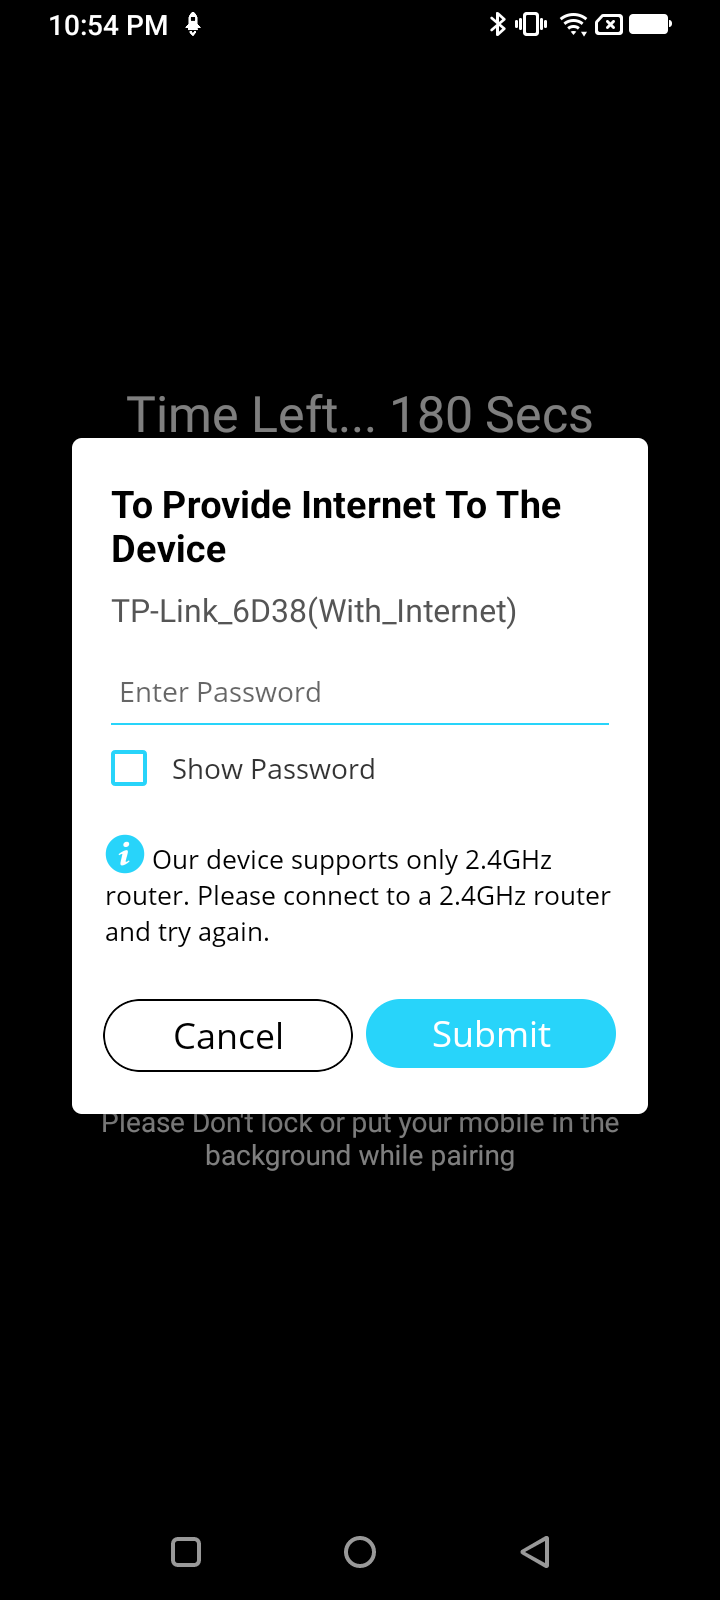 10:54 PM
Time Left... 180 Secs
To Provide Internet To The
Device
TP-Link_6D38(With_Internet)
Enter Password
Show Password
Our device supports only 2.4GHz
router. Please connect to a 2.4GHz router
and try again.
Cancel
Submit
Please Don't lock or put your mobile in the
background while pairing